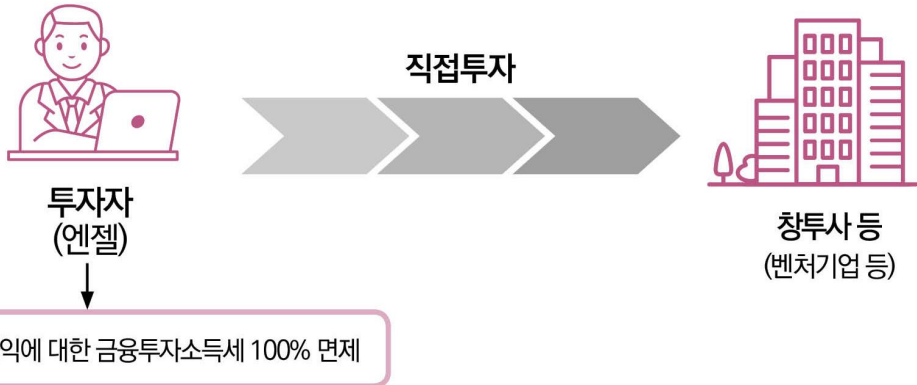 직접투자
투자자
(엔젤)
창투사 등
(벤처기업 등)
익에 대한 금융투자소득세 100% 면제